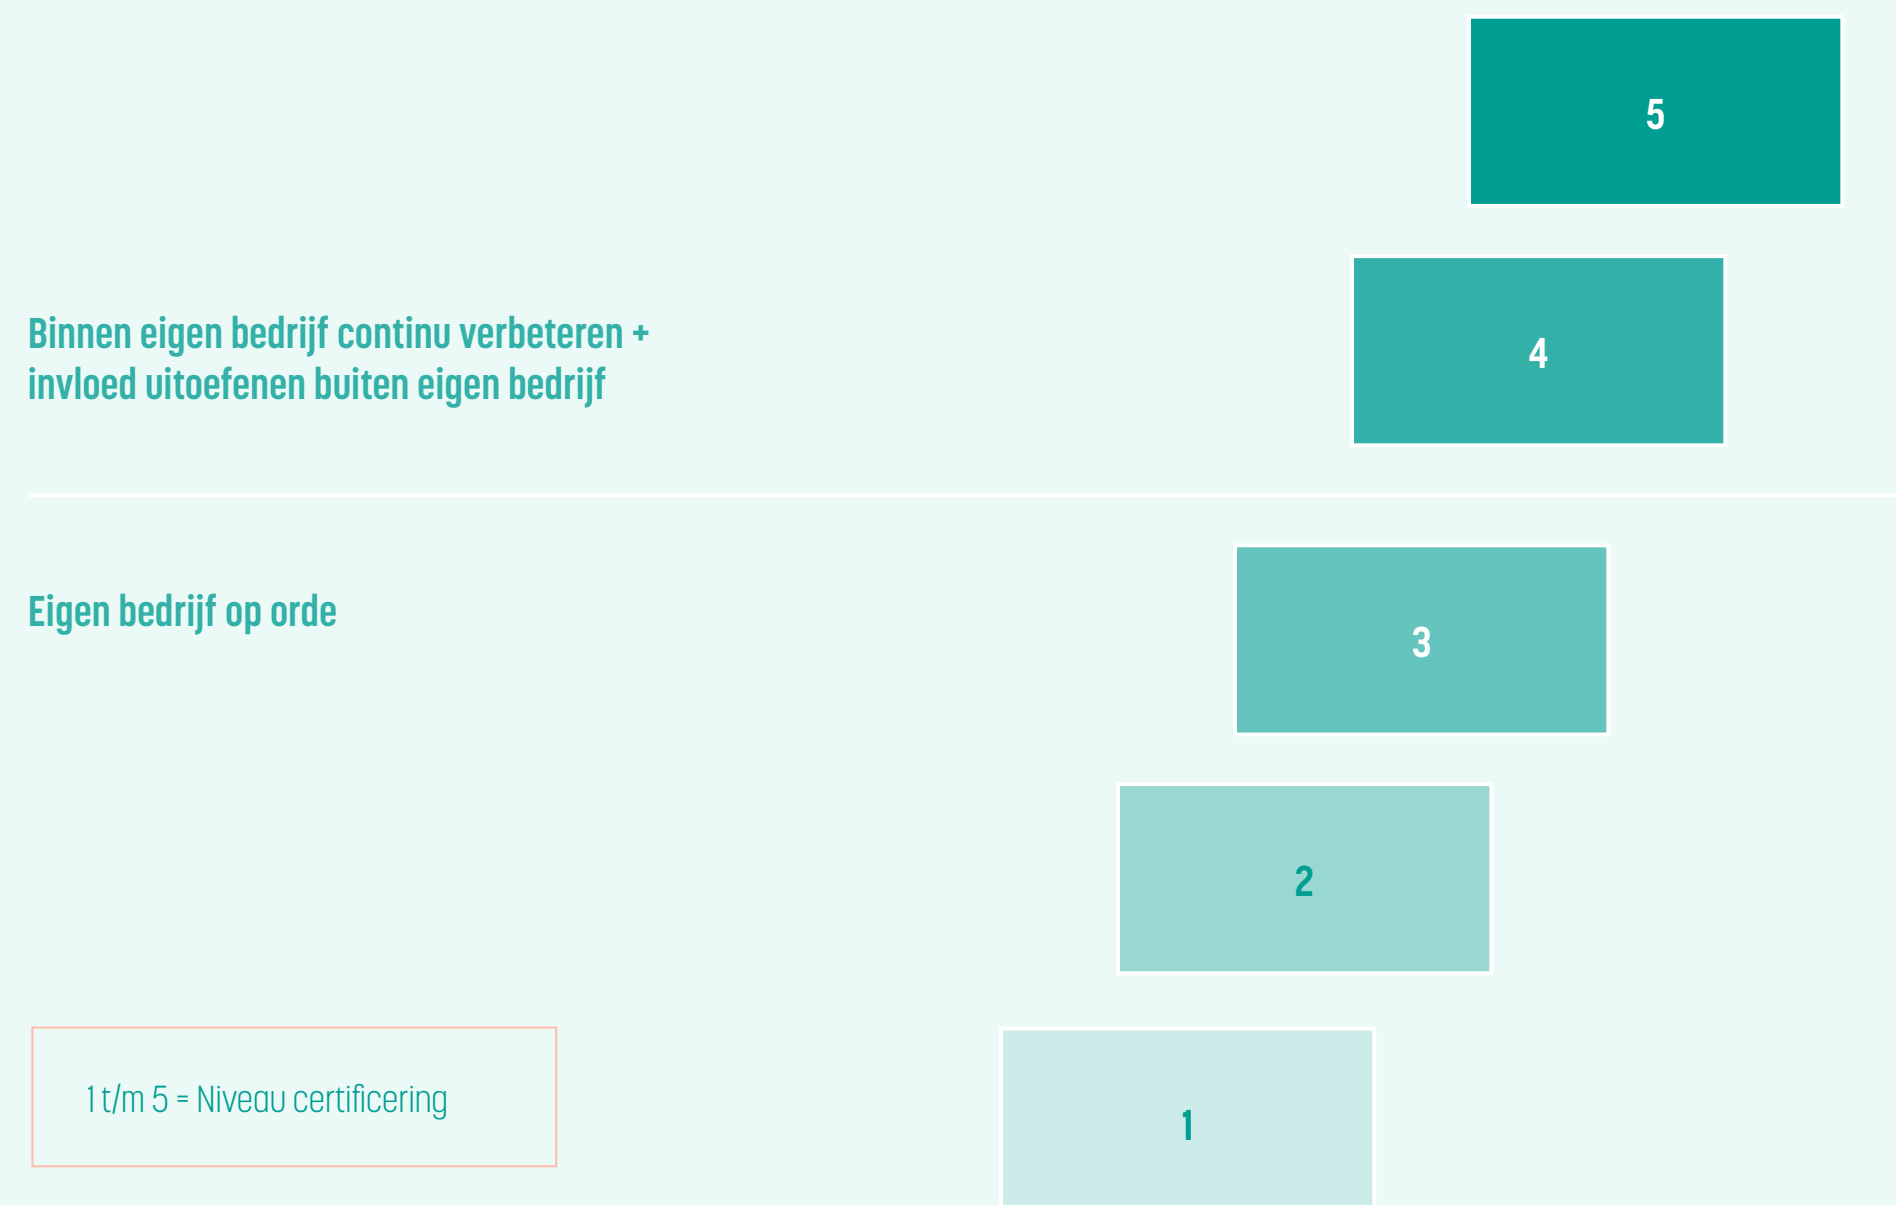 5
Binnen eigen bedrijf continu verbeteren +
invloed uitoefenen buiten eigen bedrijf
4
Eigen bedrijf op orde
3
2
1 t/m 5 = Niveau certificering
1